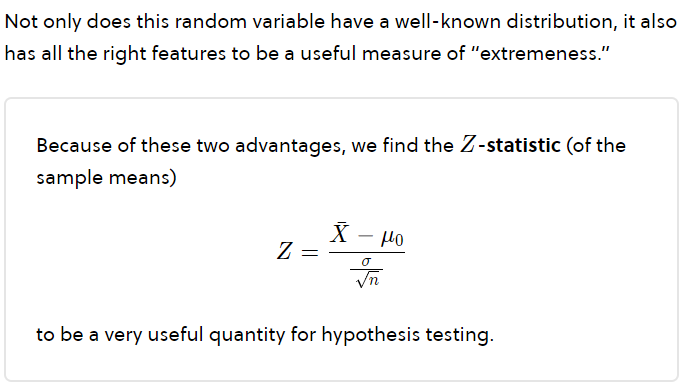 Not only does this random variable have a well-known distribution, it also
has all the right features to be a useful measure of "extremeness."
Because of these two advantages, we find the Z-statistic (of the
sample means)
Z = \frac{\bar{X} - \mu_0}{\frac{\sigma}{\sqrt{n}}}
to be a very useful quantity for hypothesis testing.